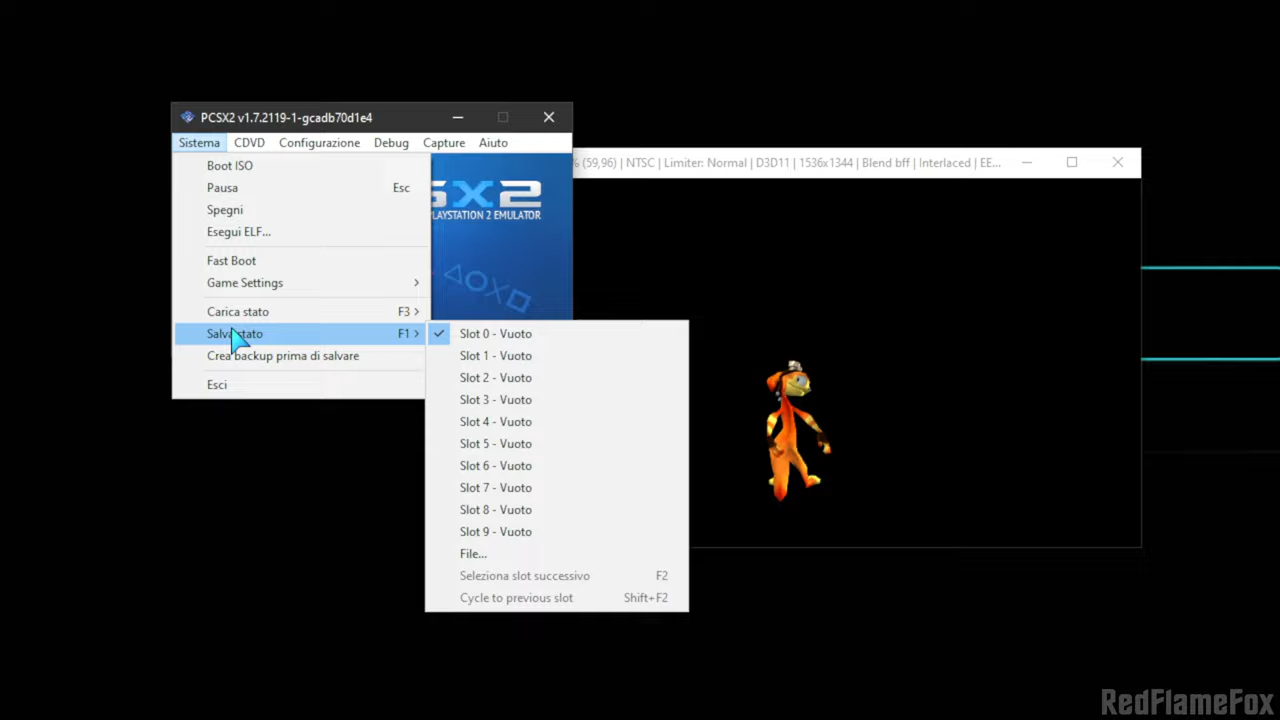 PCSX2 v1.7.2119-1-gcadb70d1e4
Sistema CDVD Configurazione Debug Capture Aiuto
% (59,96) | NTSC | Limiter: Normal | D3D11 | 1536x1344 | Blend bff | Interlaced | EE...
Boot ISO
Pausa Esc
Spegni
Esegui ELF...
Fast Boot
Game Settings
Carica stato F3
Salva stato F1
Crea backup prima di salvare
Esci
SX2
PLAYSTATION 2 EMULATOR
Slot 0 - Vuoto
Slot 1 - Vuoto
Slot 2 - Vuoto
Slot 3 - Vuoto
Slot 4 - Vuoto
Slot 5 - Vuoto
Slot 6 - Vuoto
Slot 7 - Vuoto
Slot 8 - Vuoto
Slot 9 - Vuoto
File...
Seleziona slot successivo F2
Cycle to previous slot Shift+F2
RedFlameFox